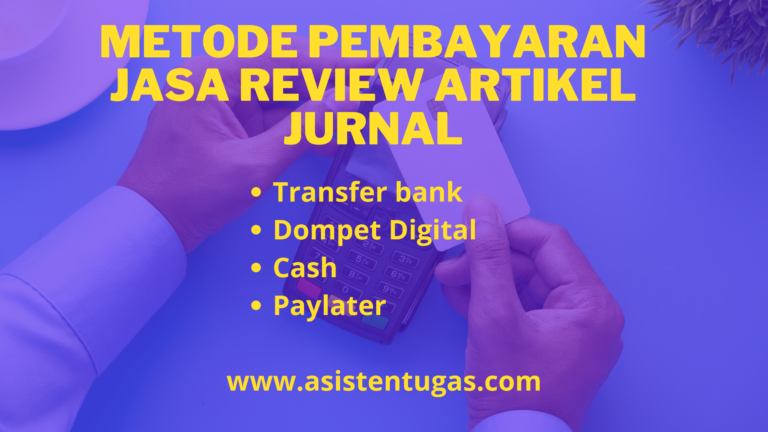 METODE PEMBAYARAN
JASA REVIEW ARTIKEL
JURNAL
• Transfer bank
• Dompet Digital
• Cash
• Paylater
www.asistentugas.com